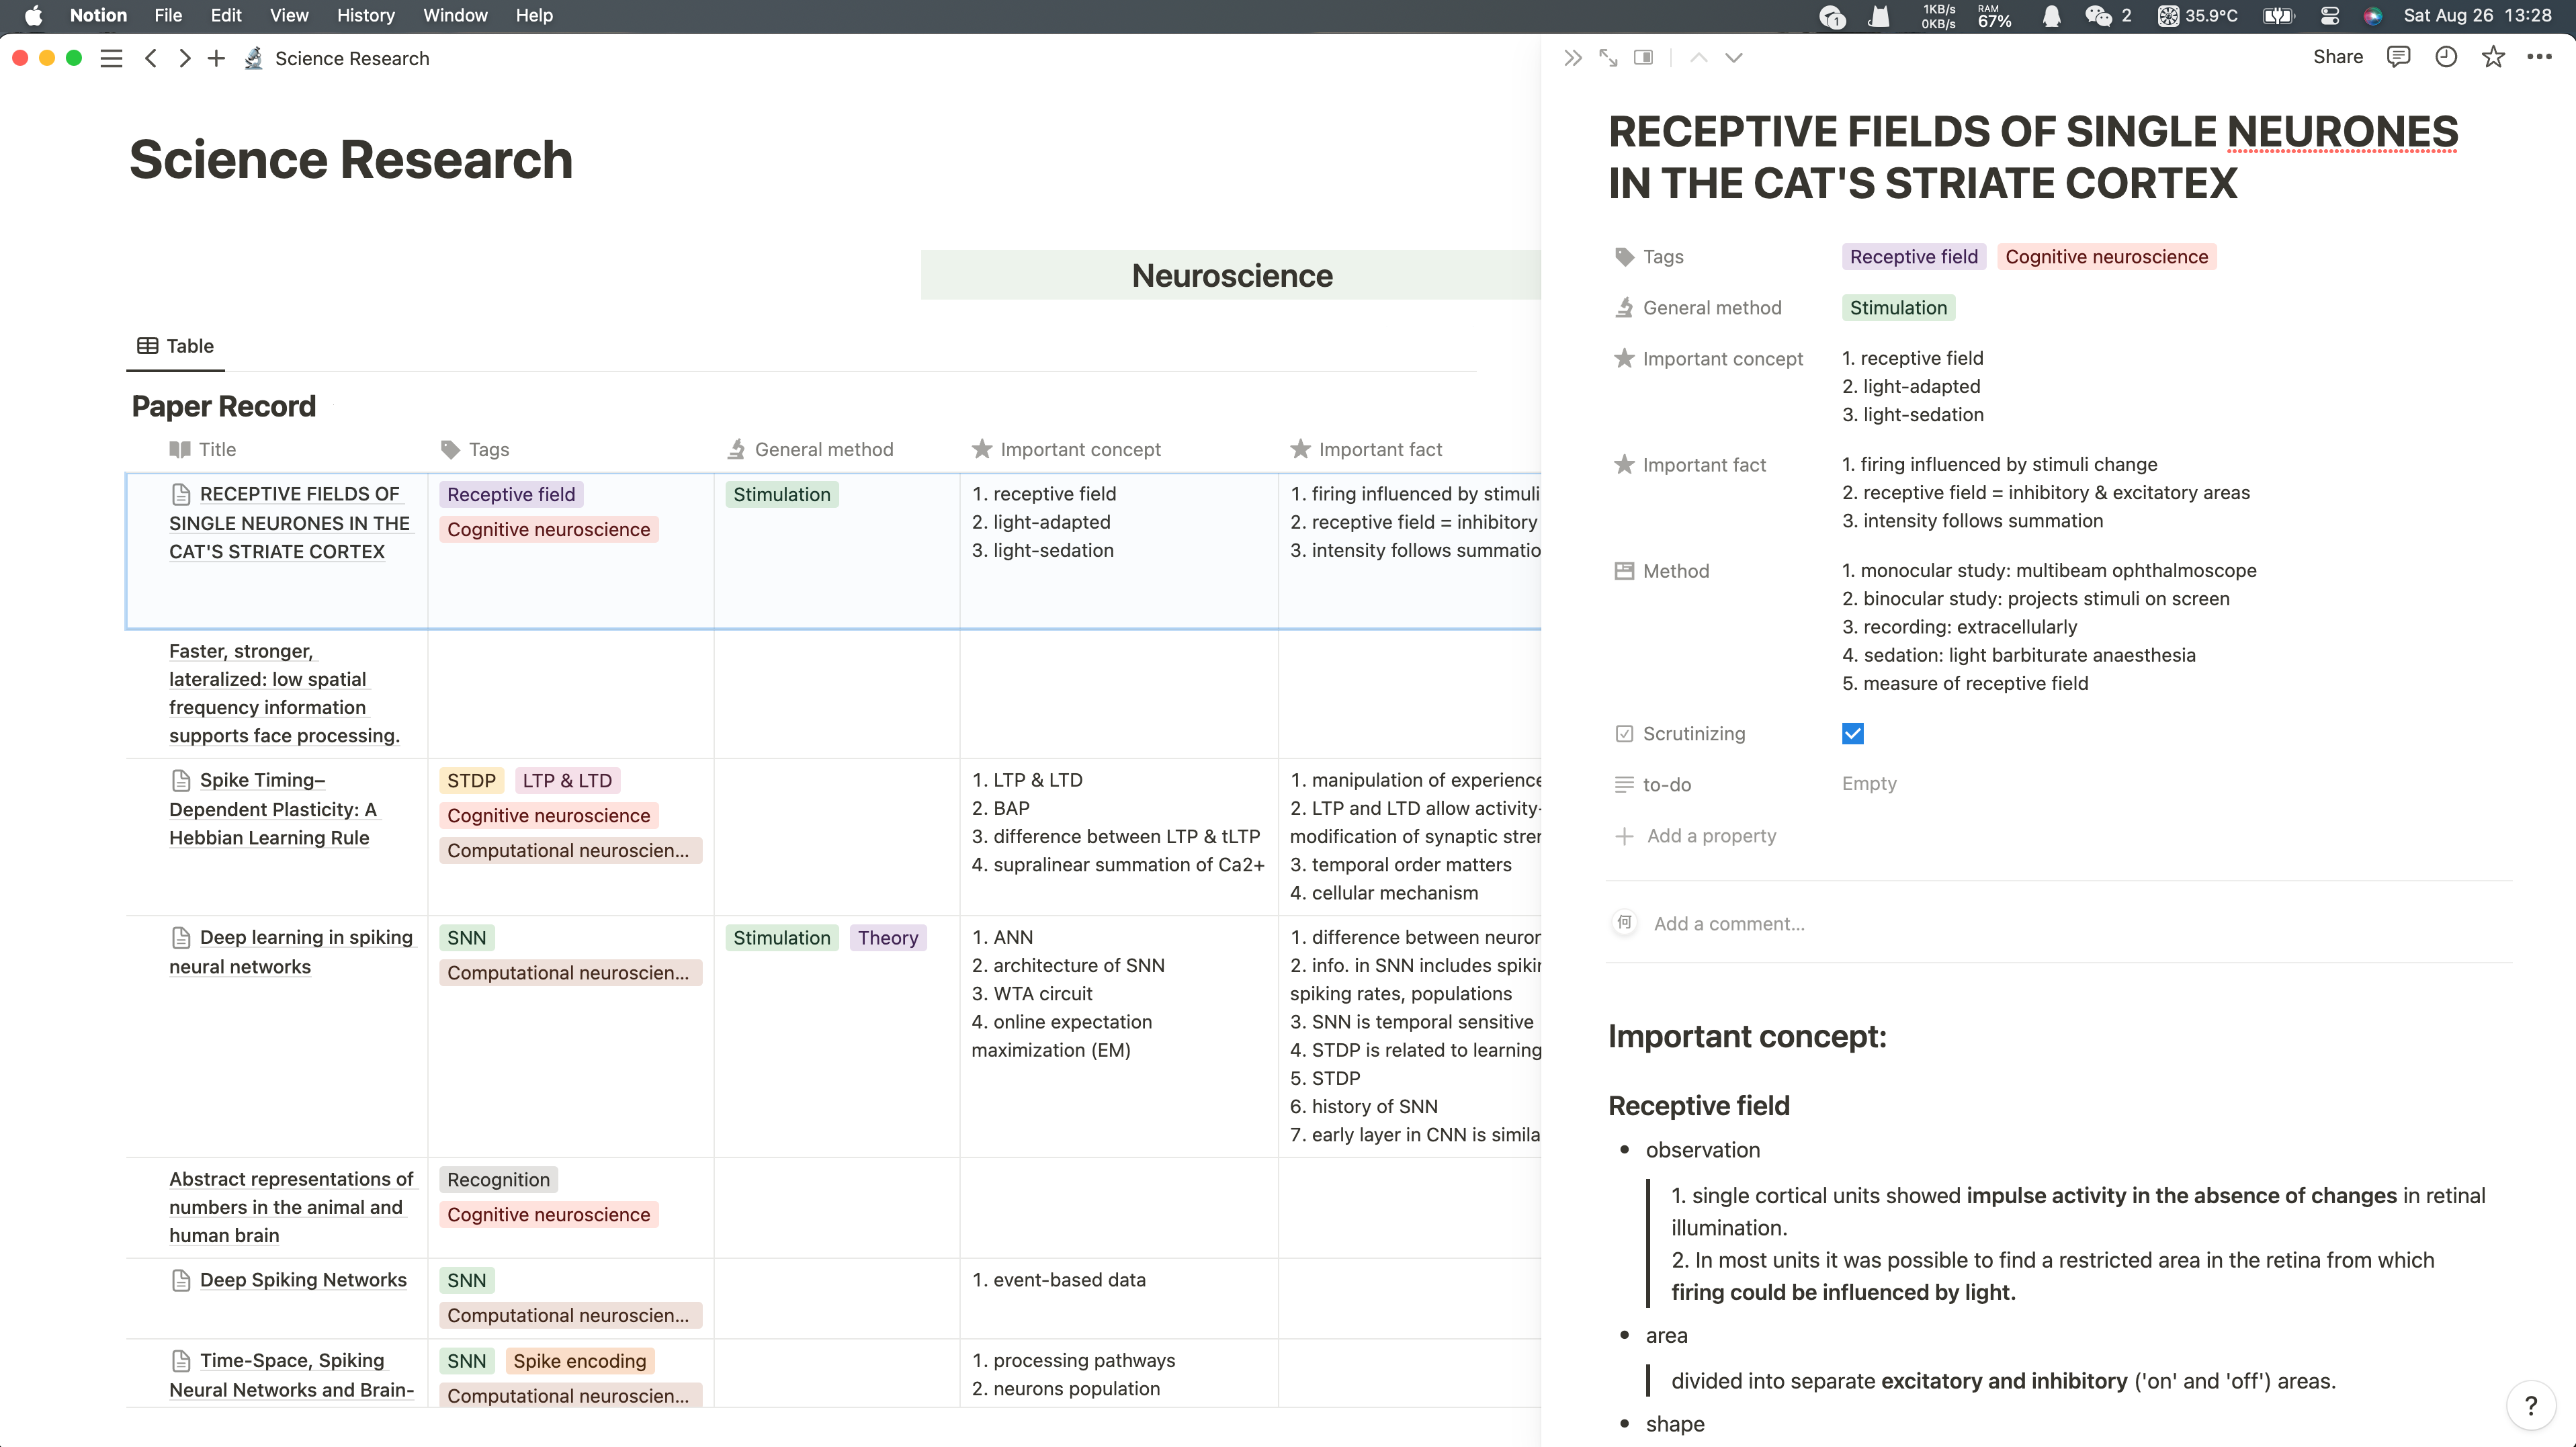 Notion File Edit View History Window Help
1 1KB/s 0KB/s RAM 67% 2 35.9°C Sat Aug 26 13:28
Science Research
Share
Science Research
Neuroscience
Table
Paper Record
Title Tags General method Important concept Important fact
RECEPTIVE FIELDS OF
SINGLE NEURONES IN THE
CAT'S STRIATE CORTEX
Receptive field
Cognitive neuroscience
Stimulation
1. receptive field
2. light-adapted
3. light-sedation
1. firing influenced by stimuli
2. receptive field = inhibitory
3. intensity follows summatio
Faster, stronger,
lateralized: low spatial
frequency information
supports face processing.
Spike Timing–
Dependent Plasticity: A
Hebbian Learning Rule
STDP LTP & LTD
Cognitive neuroscience
Computational neuroscien...
1. LTP & LTD
2. BAP
3. difference between LTP & tLTP
4. supralinear summation of Ca2+
1. manipulation of experience
2. LTP and LTD allow activity-
modification of synaptic strer
3. temporal order matters
4. cellular mechanism
Deep learning in spiking
neural networks
SNN
Computational neuroscien...
Stimulation Theory
1. ANN
2. architecture of SNN
3. WTA circuit
4. online expectation
maximization (EM)
1. difference between neuror
2. info. in SNN includes spikin
spiking rates, populations
3. SNN is temporal sensitive
4. STDP is related to learning
5. STDP
6. history of SNN
7. early layer in CNN is simila
Abstract representations of
numbers in the animal and
human brain
Recognition
Cognitive neuroscience
Deep Spiking Networks
SNN
Computational neuroscien...
1. event-based data
Time-Space, Spiking
Neural Networks and Brain-
SNN Spike encoding
Computational neuroscien...
1. processing pathways
2. neurons population
RECEPTIVE FIELDS OF SINGLE NEURONES
IN THE CAT'S STRIATE CORTEX
Tags Receptive field Cognitive neuroscience
General method Stimulation
Important concept 1. receptive field
2. light-adapted
3. light-sedation
Important fact 1. firing influenced by stimuli change
2. receptive field = inhibitory & excitatory areas
3. intensity follows summation
Method 1. monocular study: multibeam ophthalmoscope
2. binocular study: projects stimuli on screen
3. recording: extracellularly
4. sedation: light barbiturate anaesthesia
5. measure of receptive field
Scrutinizing
to-do Empty
Add a property
何 Add a comment...
Important concept:
Receptive field
• observation
1. single cortical units showed impulse activity in the absence of changes in retinal
illumination.
2. In most units it was possible to find a restricted area in the retina from which
firing could be influenced by light.
• area
divided into separate excitatory and inhibitory ('on' and 'off') areas.
• shape
?